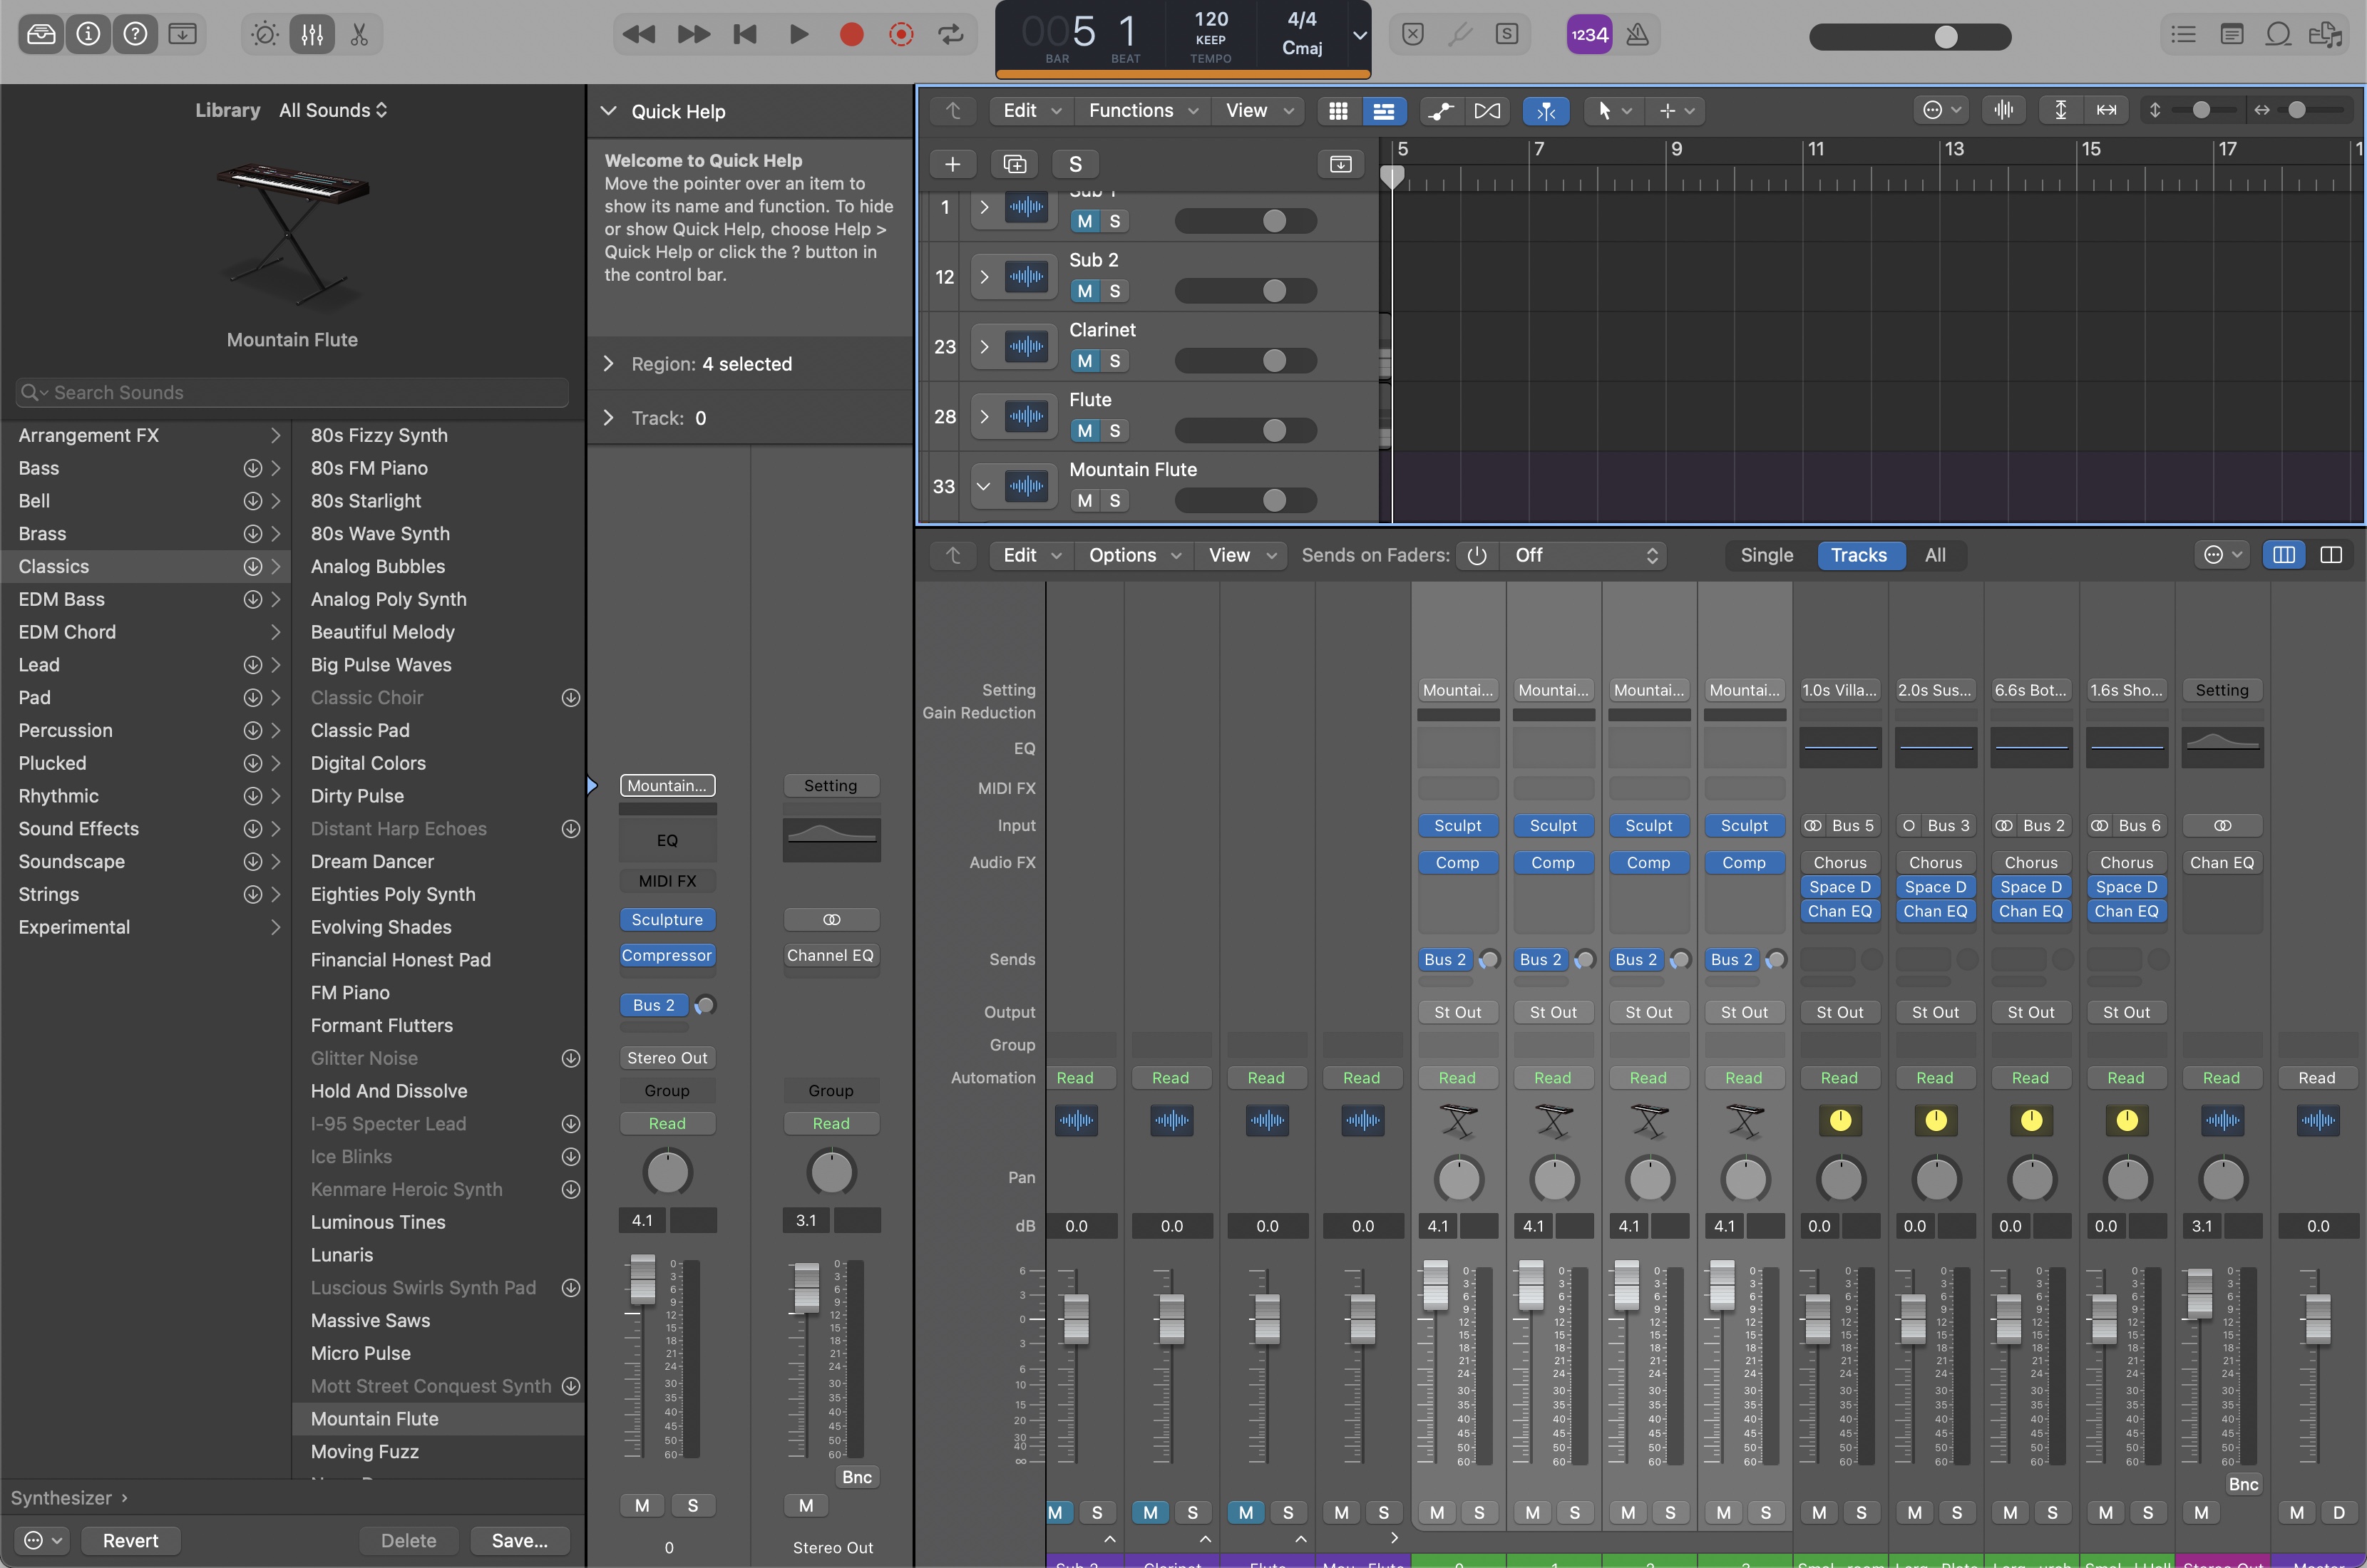 005 1
BAR BEAT
120
KEEP
TEMPO
4/4
Cmaj
S
1234
Library All Sounds
Mountain Flute
Search Sounds
Arrangement FX
Bass
Bell
Brass
Classics
EDM Bass
EDM Chord
Lead
Pad
Percussion
Plucked
Rhythmic
Sound Effects
Soundscape
Strings
Experimental
80s Fizzy Synth
80s FM Piano
80s Starlight
80s Wave Synth
Analog Bubbles
Analog Poly Synth
Beautiful Melody
Big Pulse Waves
Classic Choir
Classic Pad
Digital Colors
Dirty Pulse
Distant Harp Echoes
Dream Dancer
Eighties Poly Synth
Evolving Shades
Financial Honest Pad
FM Piano
Formant Flutters
Glitter Noise
Hold And Dissolve
I-95 Specter Lead
Ice Blinks
Kenmare Heroic Synth
Luminous Tines
Lunaris
Luscious Swirls Synth Pad
Massive Saws
Micro Pulse
Mott Street Conquest Synth
Mountain Flute
Moving Fuzz
Synthesizer ›
Revert Delete Save...
Quick Help
Welcome to Quick Help
Move the pointer over an item to
show its name and function. To hide
or show Quick Help, choose Help >
Quick Help or click the ? button in
the control bar.
Region: 4 selected
Track: 0
Mountain... Setting
EQ
MIDI FX
Sculpture
Compressor Channel EQ
Bus 2
Stereo Out
Group Group
Read Read
4.1 3.1
Bnc
M S M
0 Stereo Out
Edit Functions View
S
5 7 9 11 13 15 17 1
1 Sub 1
M S
12 Sub 2
M S
23 Clarinet
M S
28 Flute
M S
33 Mountain Flute
M S
Edit Options View Sends on Faders: Off Single Tracks All
Setting Mountai... Mountai... Mountai... Mountai... 1.0s Villa... 2.0s Sus... 6.6s Bot... 1.6s Sho... Setting
Gain Reduction
EQ
MIDI FX
Input Sculpt Sculpt Sculpt Sculpt Bus 5 Bus 3 Bus 2 Bus 6
Audio FX Comp Comp Comp Comp Chorus Chorus Chorus Chorus Chan EQ
Space D Space D Space D Space D
Chan EQ Chan EQ Chan EQ Chan EQ
Sends Bus 2 Bus 2 Bus 2 Bus 2
Output St Out St Out St Out St Out St Out St Out St Out St Out
Group
Automation Read Read Read Read Read Read Read Read Read Read Read Read Read Read
Pan
dB 0.0 0.0 0.0 0.0 4.1 4.1 4.1 4.1 0.0 0.0 0.0 0.0 3.1 0.0
Bnc
M S M S M S M S M S M S M S M S M S M S M S M S M M D